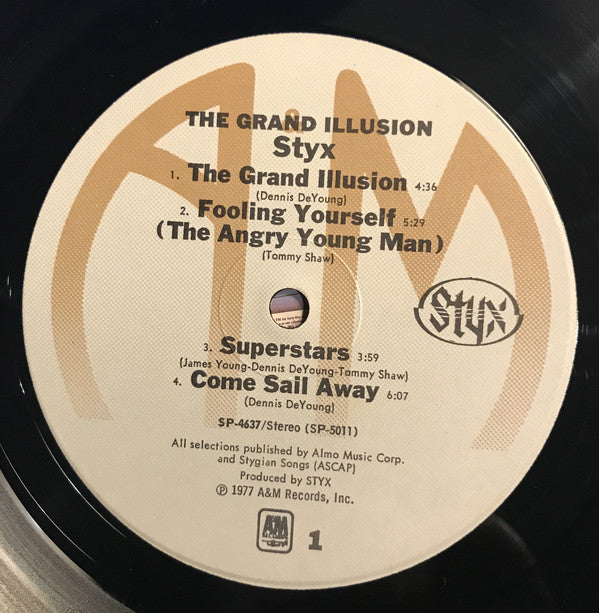 THE GRAND ILLUSION
Styx
1. The Grand Illusion 4:36
(Dennis DeYoung)
2. Fooling Yourself 5:29
(The Angry Young Man)
(Tommy Shaw)
Styx
3. Superstars 3:59
(James Young-Dennis DeYoung-Tommy Shaw)
4. Come Sail Away 6:07
(Dennis DeYoung)
SP-4637/Stereo (SP-5011)
All selections published by Almo Music Corp.
and Stygian Songs (ASCAP)
Produced by STYX
℗ 1977 A&M Records, Inc.
A&M
1